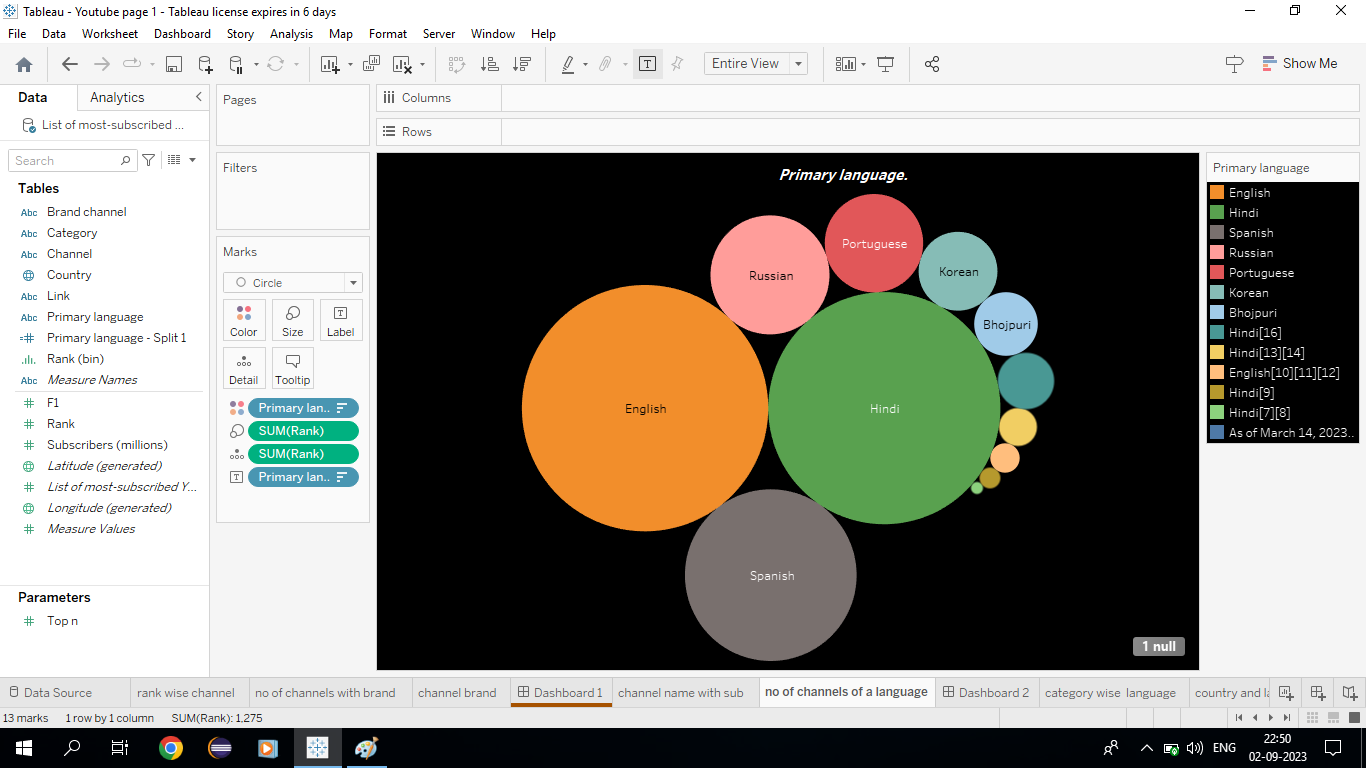 Tableau - Youtube page 1 - Tableau license expires in 6 days
File Data Worksheet Dashboard Story Analysis Map Format Server Window Help
Entire View
Show Me
Data Analytics
List of most-subscribed ...
Search
Tables
Abc Brand channel
Abc Category
Abc Channel
Country
Abc Link
Abc Primary language
=# Primary language - Split 1
Rank (bin)
Abc Measure Names
# F1
# Rank
# Subscribers (millions)
Latitude (generated)
# List of most-subscribed Y...
Longitude (generated)
# Measure Values
Parameters
# Top n
Pages
Filters
Marks
Circle
Color Size Label
Detail Tooltip
Primary lan..
SUM(Rank)
SUM(Rank)
Primary lan..
Columns
Rows
Primary language.
Portuguese
Russian
Korean
Bhojpuri
English
Hindi
Spanish
1 null
Primary language
English
Hindi
Spanish
Russian
Portuguese
Korean
Bhojpuri
Hindi[16]
Hindi[13][14]
English[10][11][12]
Hindi[9]
Hindi[7][8]
As of March 14, 2023..
Data Source rank wise channel no of channels with brand channel brand Dashboard 1 channel name with sub no of channels of a language Dashboard 2 category wise language country and la
13 marks 1 row by 1 column SUM(Rank): 1,275
ENG
22:50
02-09-2023